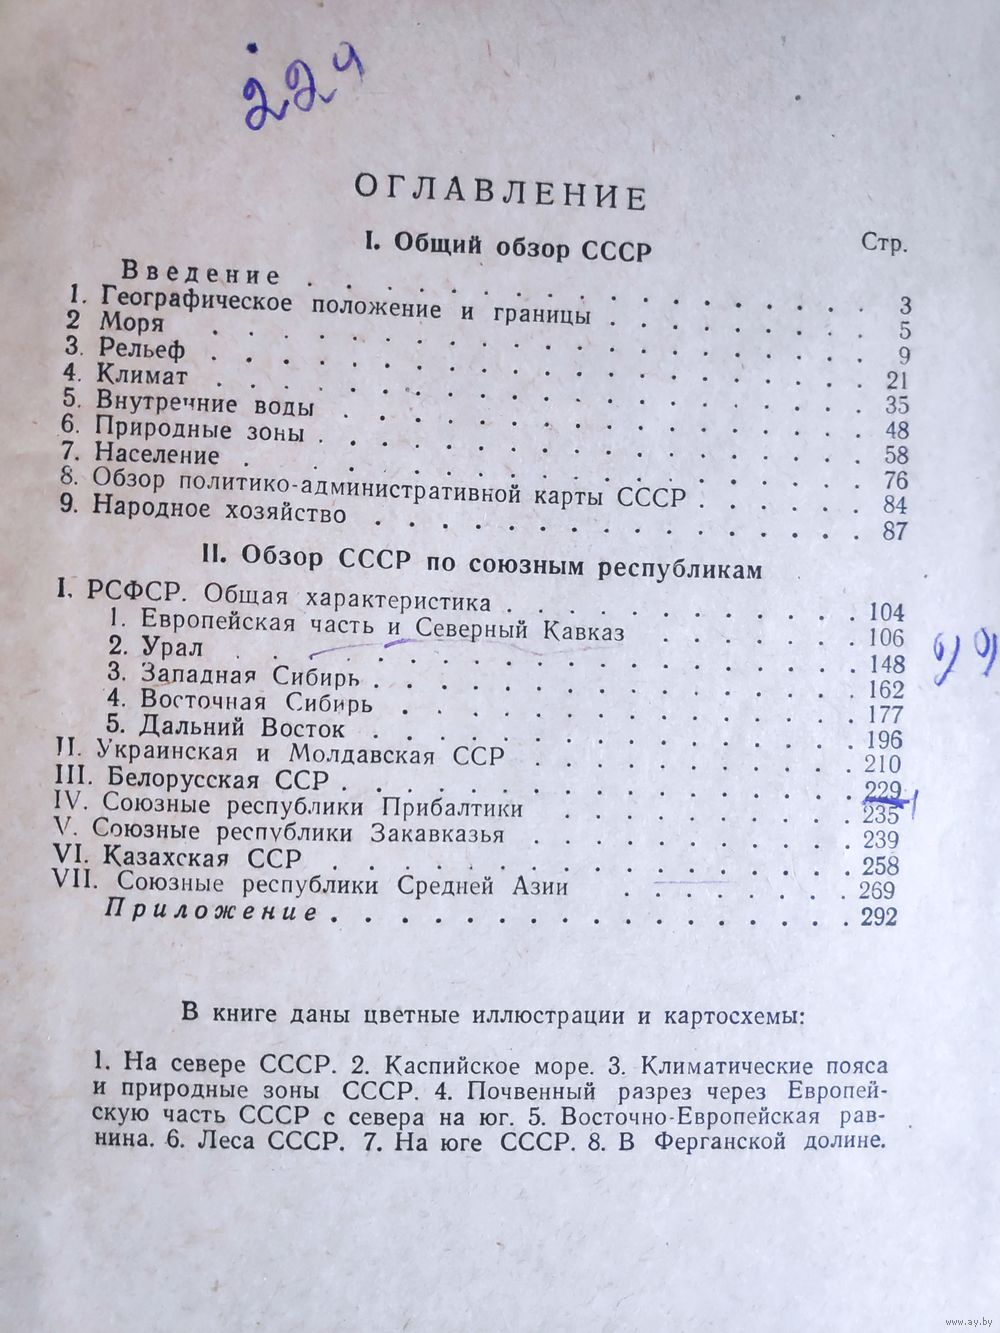 224
ОГЛАВЛЕНИЕ
I. Общий обзор СССР Стр.
Введение . . . . . . . . . . . . . . . 3
1. Географическое положение и границы . . . . . . . . 5
2 Моря . . . . . . . . . . . . . . . . . 9
3. Рельеф . . . . . . . . . . . . . . . . . 21
4. Климат . . . . . . . . . . . . . . . . . 35
5. Внутречние воды . . . . . . . . . . . . . . 48
6. Природные зоны . . . . . . . . . . . . . . 58
7. Население . . . . . . . . . . . . . . . . 76
8. Обзор политико-административной карты СССР . . . . . . 84
9. Народное хозяйство . . . . . . . . . . . . . 87
II. Обзор СССР по союзным республикам
I. РСФСР. Общая характеристика . . . . . . . . . . . 104
1. Европейская часть и Северный Кавказ . . . . . . . 106
2. Урал . . . . . . . . . . . . . . . . . 148
3. Западная Сибирь . . . . . . . . . . . . . . 162
4. Восточная Сибирь . . . . . . . . . . . . . 177
5. Дальний Восток . . . . . . . . . . . . . . 196
II. Украинская и Молдавская ССР . . . . . . . . . . 210
III. Белорусская ССР . . . . . . . . . . . . . . 229
IV. Союзные республики Прибалтики . . . . . . . . . 235
V. Союзные республики Закавказья . . . . . . . . . . 239
VI. Казахская ССР . . . . . . . . . . . . . . . 258
VII. Союзные республики Средней Азии . . . . . . . 269
Приложение . . . . . . . . . . . . . . . . 292
В книге даны цветные иллюстрации и картосхемы:
1. На севере СССР. 2. Каспийское море. 3. Климатические пояса
и природные зоны СССР. 4. Почвенный разрез через Европей-
скую часть СССР с севера на юг. 5. Восточно-Европейская рав-
нина. 6. Леса СССР. 7. На юге СССР. 8. В Ферганской долине.
www.ay.by